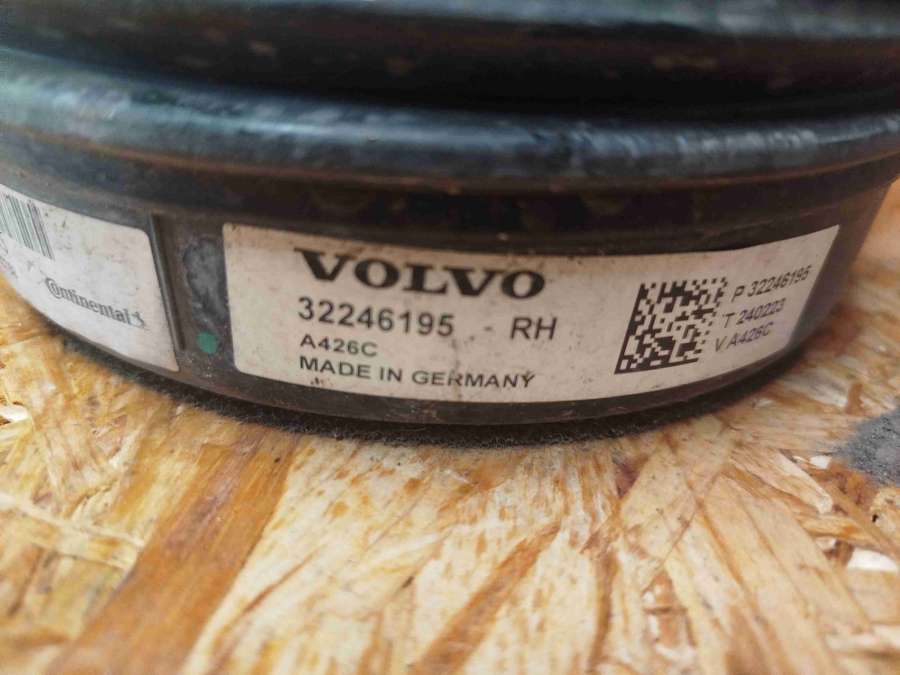 Continental
VOLVO
32246195 RH
A426C
MADE IN GERMANY
P 32246195
T 240223
V A426C